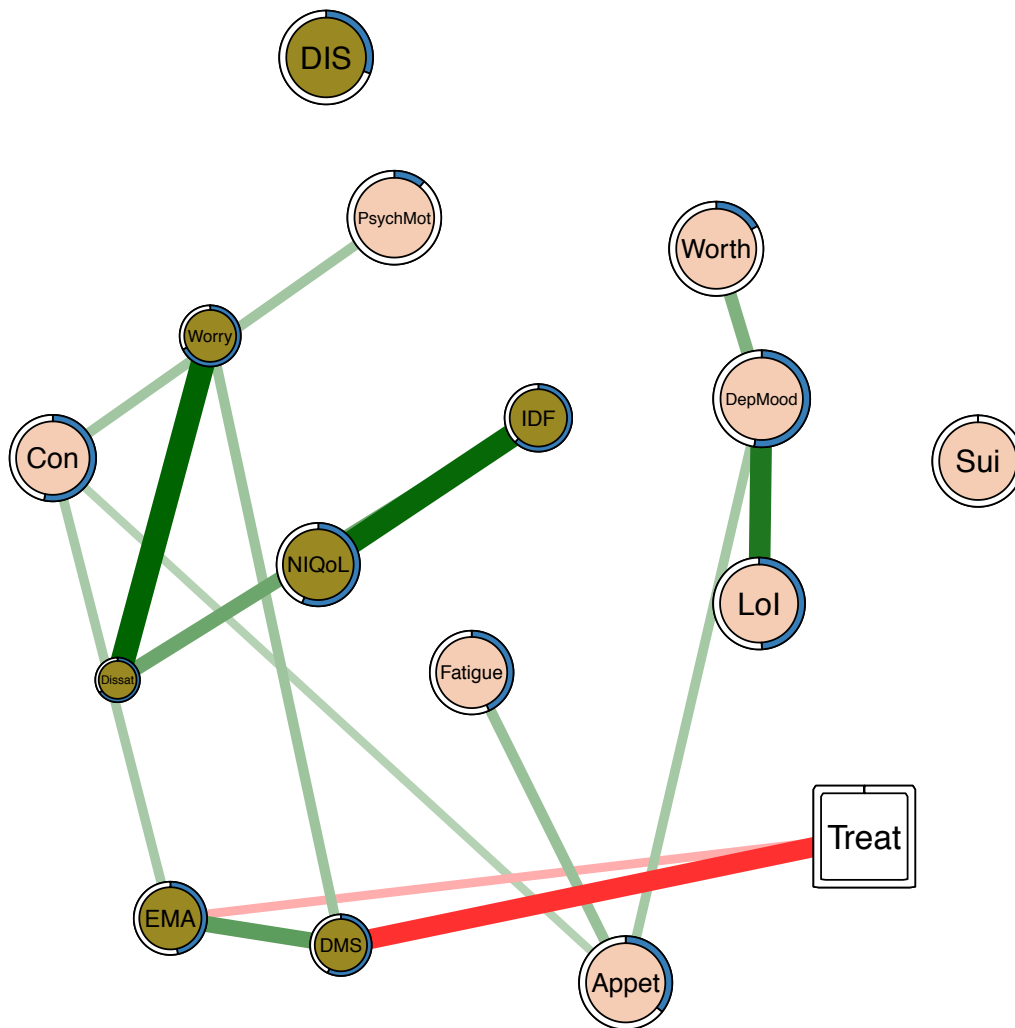 DIS
PsychMot
Worth
Worry
DepMood
IDF
Con
Sui
NIQoL
LoI
Fatigue
Dissat
Treat
EMA
DMS
Appet